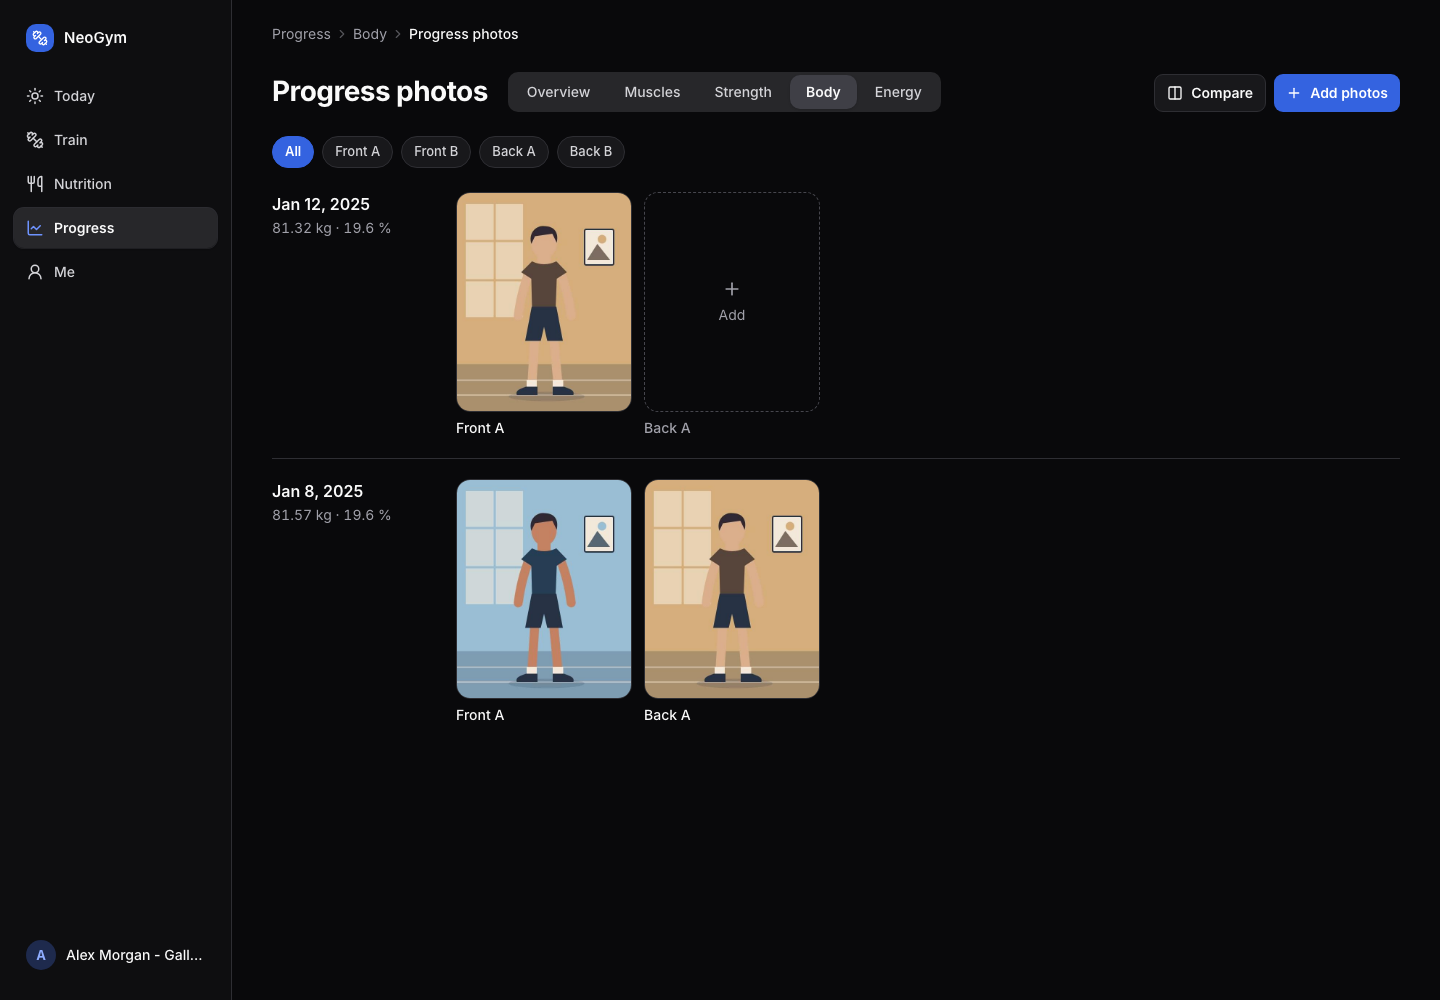 NeoGym
Today
Train
Nutrition
Progress
Me
Alex Morgan - Gall...
A
Progress > Body > Progress photos
Progress photos
Overview Muscles Strength Body Energy
Compare
Add photos
All Front A Front B Back A Back B
Jan 12, 2025
81.32 kg · 19.6 %
Add
Front A
Back A
Jan 8, 2025
81.57 kg · 19.6 %
Front A
Back A